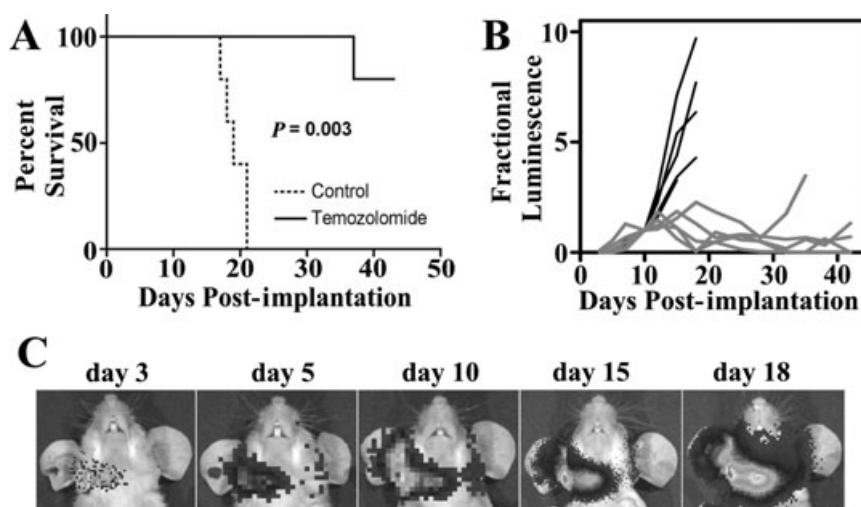 A
100
50
0
Percent
Survival
P = 0.003
Control
Temozolomide
0 10 20 30 40 50
Days Post-implantation
B
10
5
0
Fractional
Luminescence
0 10 20 30 40
Days Post-implantation
C
day 3 day 5 day 10 day 15 day 18